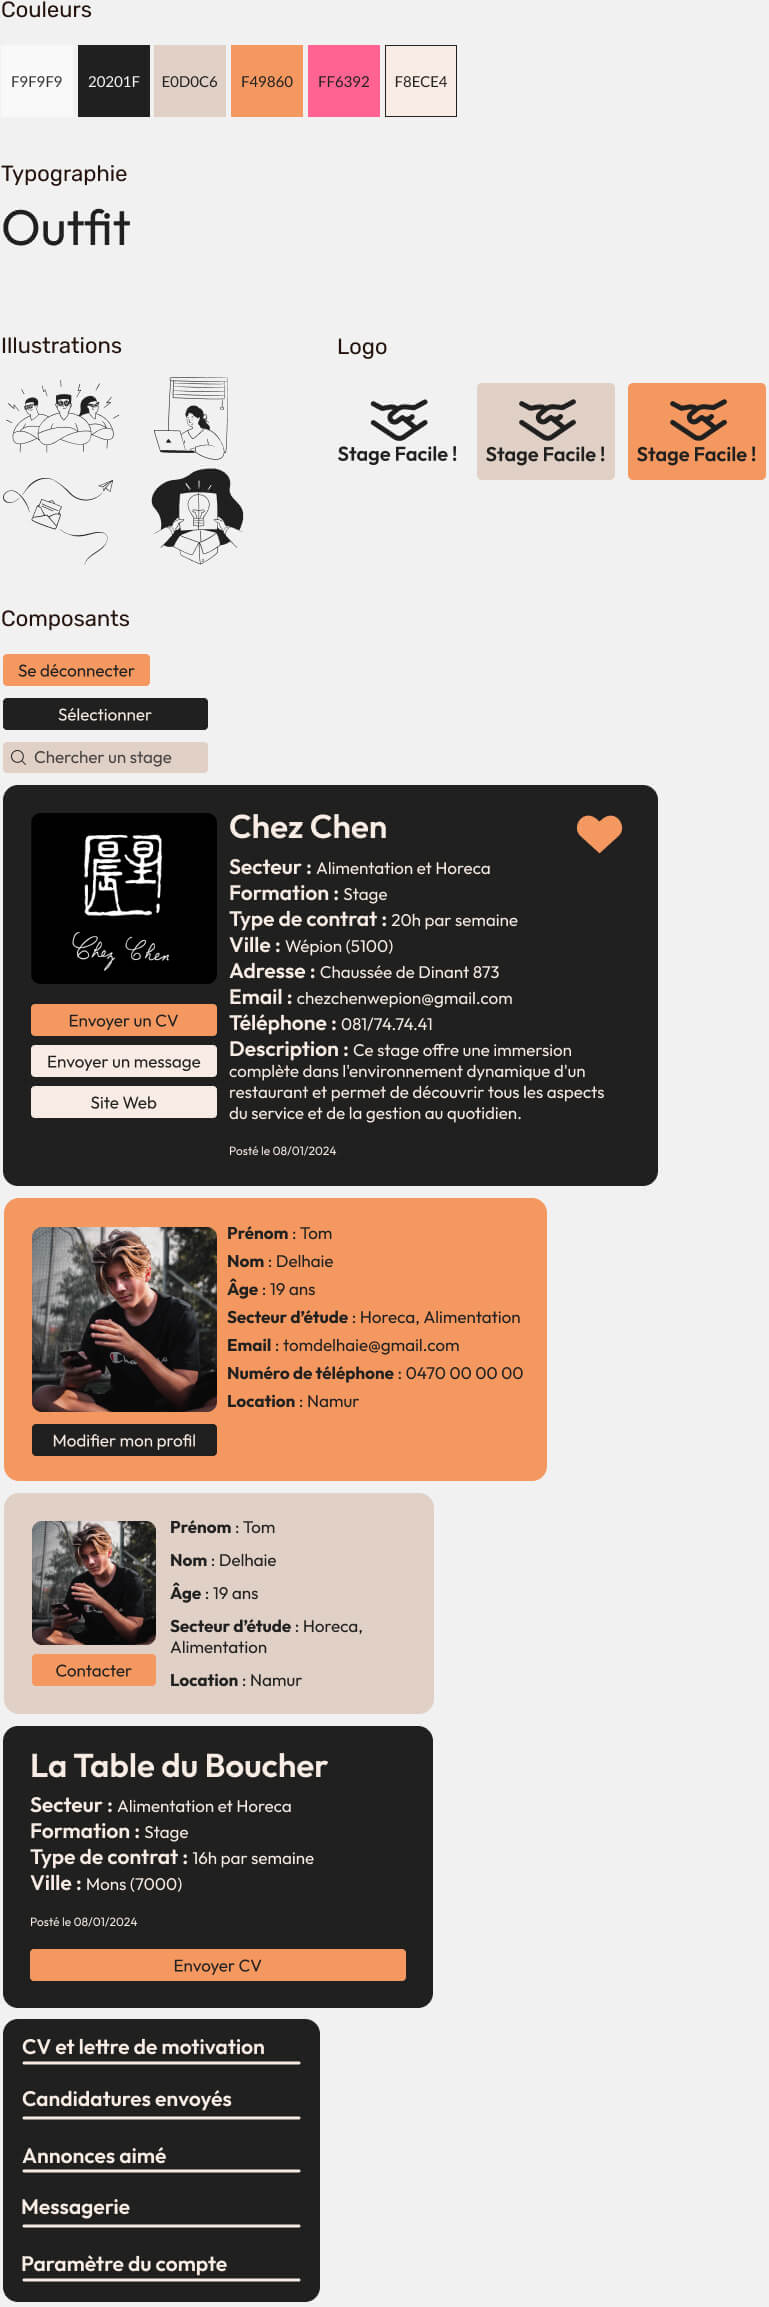 Couleurs
F9F9F9
20201F
E0D0C6
F49860
FF6392
F8ECE4
Typographie
Outfit
Illustrations
Logo
Stage Facile !
Stage Facile !
Stage Facile !
Composants
Se déconnecter
Sélectionner
Chercher un stage
Chez Chen
Chez Chen
Secteur : Alimentation et Horeca
Formation : Stage
Type de contrat : 20h par semaine
Ville : Wépion (5100)
Adresse : Chaussée de Dinant 873
Email : chezchenwepion@gmail.com
Téléphone : 081/74.74.41
Description : Ce stage offre une immersion
complète dans l'environnement dynamique d'un
restaurant et permet de découvrir tous les aspects
du service et de la gestion au quotidien.
Posté le 08/01/2024
Envoyer un CV
Envoyer un message
Site Web
Prénom : Tom
Nom : Delhaie
Âge : 19 ans
Secteur d'étude : Horeca, Alimentation
Email : tomdelhaie@gmail.com
Numéro de téléphone : 0470 00 00 00
Location : Namur
Modifier mon profil
Prénom : Tom
Nom : Delhaie
Âge : 19 ans
Secteur d'étude : Horeca,
Alimentation
Location : Namur
Contacter
La Table du Boucher
Secteur : Alimentation et Horeca
Formation : Stage
Type de contrat : 16h par semaine
Ville : Mons (7000)
Posté le 08/01/2024
Envoyer CV
CV et lettre de motivation
Candidatures envoyés
Annonces aimé
Messagerie
Paramètre du compte